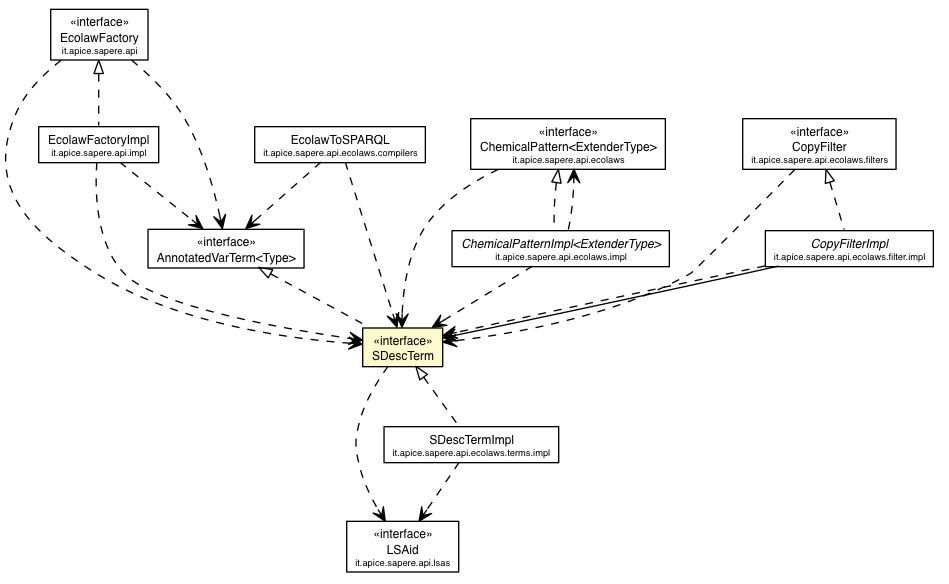 «interface»
EcolawFactory
it.apice.sapere.api
EcolawFactoryImpl
it.apice.sapere.api.impl
EcolawToSPARQL
it.apice.sapere.api.ecolaws.compilers
«interface»
ChemicalPattern<ExtenderType>
it.apice.sapere.api.ecolaws
«interface»
CopyFilter
it.apice.sapere.api.ecolaws.filters
«interface»
AnnotatedVarTerm<Type>
ChemicalPatternImpl<ExtenderType>
it.apice.sapere.api.ecolaws.impl
CopyFilterImpl
it.apice.sapere.api.ecolaws.filter.impl
«interface»
SDescTerm
SDescTermImpl
it.apice.sapere.api.ecolaws.terms.impl
«interface»
LSAid
it.apice.sapere.api.lsas